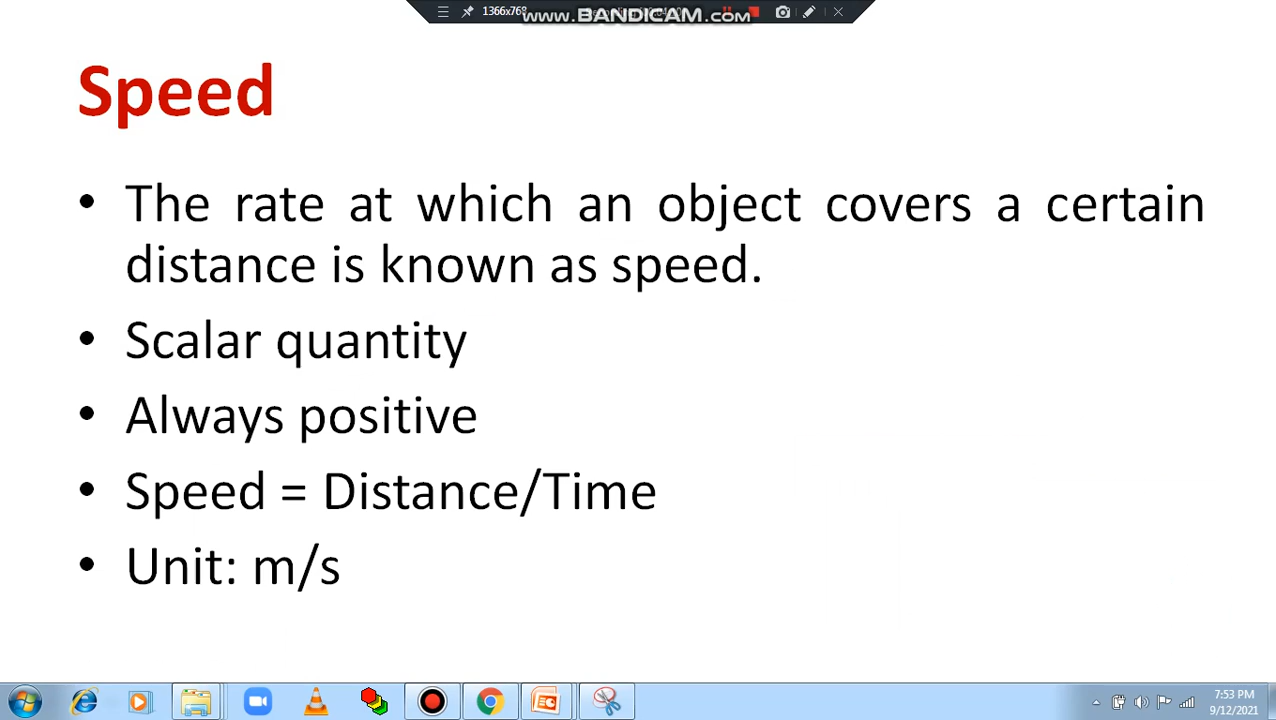 1366x768
www.BANDICAM.com
Speed
• The rate at which an object covers a certain
distance is known as speed.
• Scalar quantity
• Always positive
• Speed = Distance/Time
• Unit: m/s
7:53 PM
9/12/2021